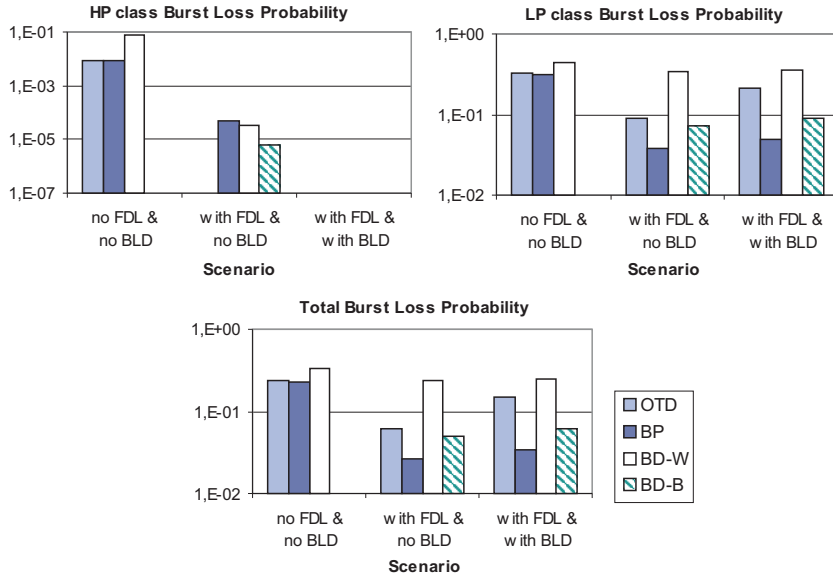 HP class Burst Loss Probability
1,E-01
1,E-03
1,E-05
1,E-07
no FDL & no BLD
with FDL & no BLD
with FDL & with BLD
Scenario
LP class Burst Loss Probability
1,E+00
1,E-01
1,E-02
no FDL & no BLD
with FDL & no BLD
with FDL & with BLD
Scenario
Total Burst Loss Probability
1,E+00
1,E-01
1,E-02
no FDL & no BLD
with FDL & no BLD
with FDL & with BLD
Scenario
OTD
BP
BD-W
BD-B